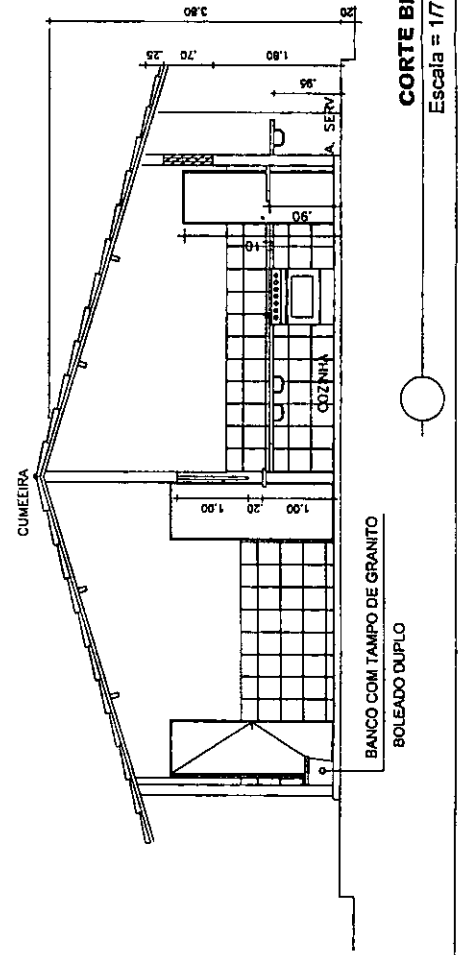 CUMEEIRA
3.80
.25
.70
1.80
.20
.95
A. SERV
.90
10
COZINHA
1.00
.20
1.00
BANCO COM TAMPO DE GRANITO
BOLEADO DUPLO
CORTE
Escala = 1/7